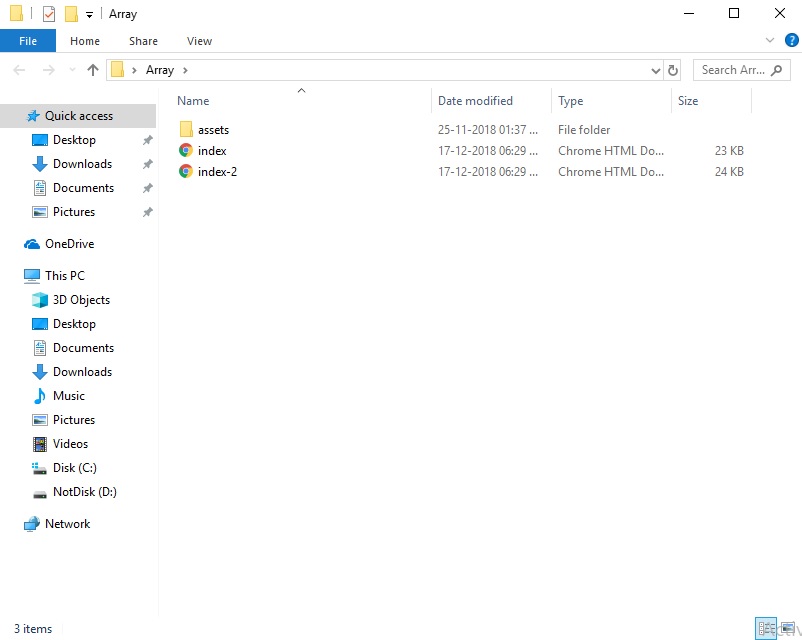 Array
File Home Share View
Array
Search Arr...
Name Date modified Type Size
Quick access
Desktop
Downloads
Documents
Pictures
OneDrive
This PC
3D Objects
Desktop
Documents
Downloads
Music
Pictures
Videos
Disk (C:)
NotDisk (D:)
Network
assets 25-11-2018 01:37 ... File folder
index 17-12-2018 06:29 ... Chrome HTML Do... 23 KB
index-2 17-12-2018 06:29 ... Chrome HTML Do... 24 KB
3 items